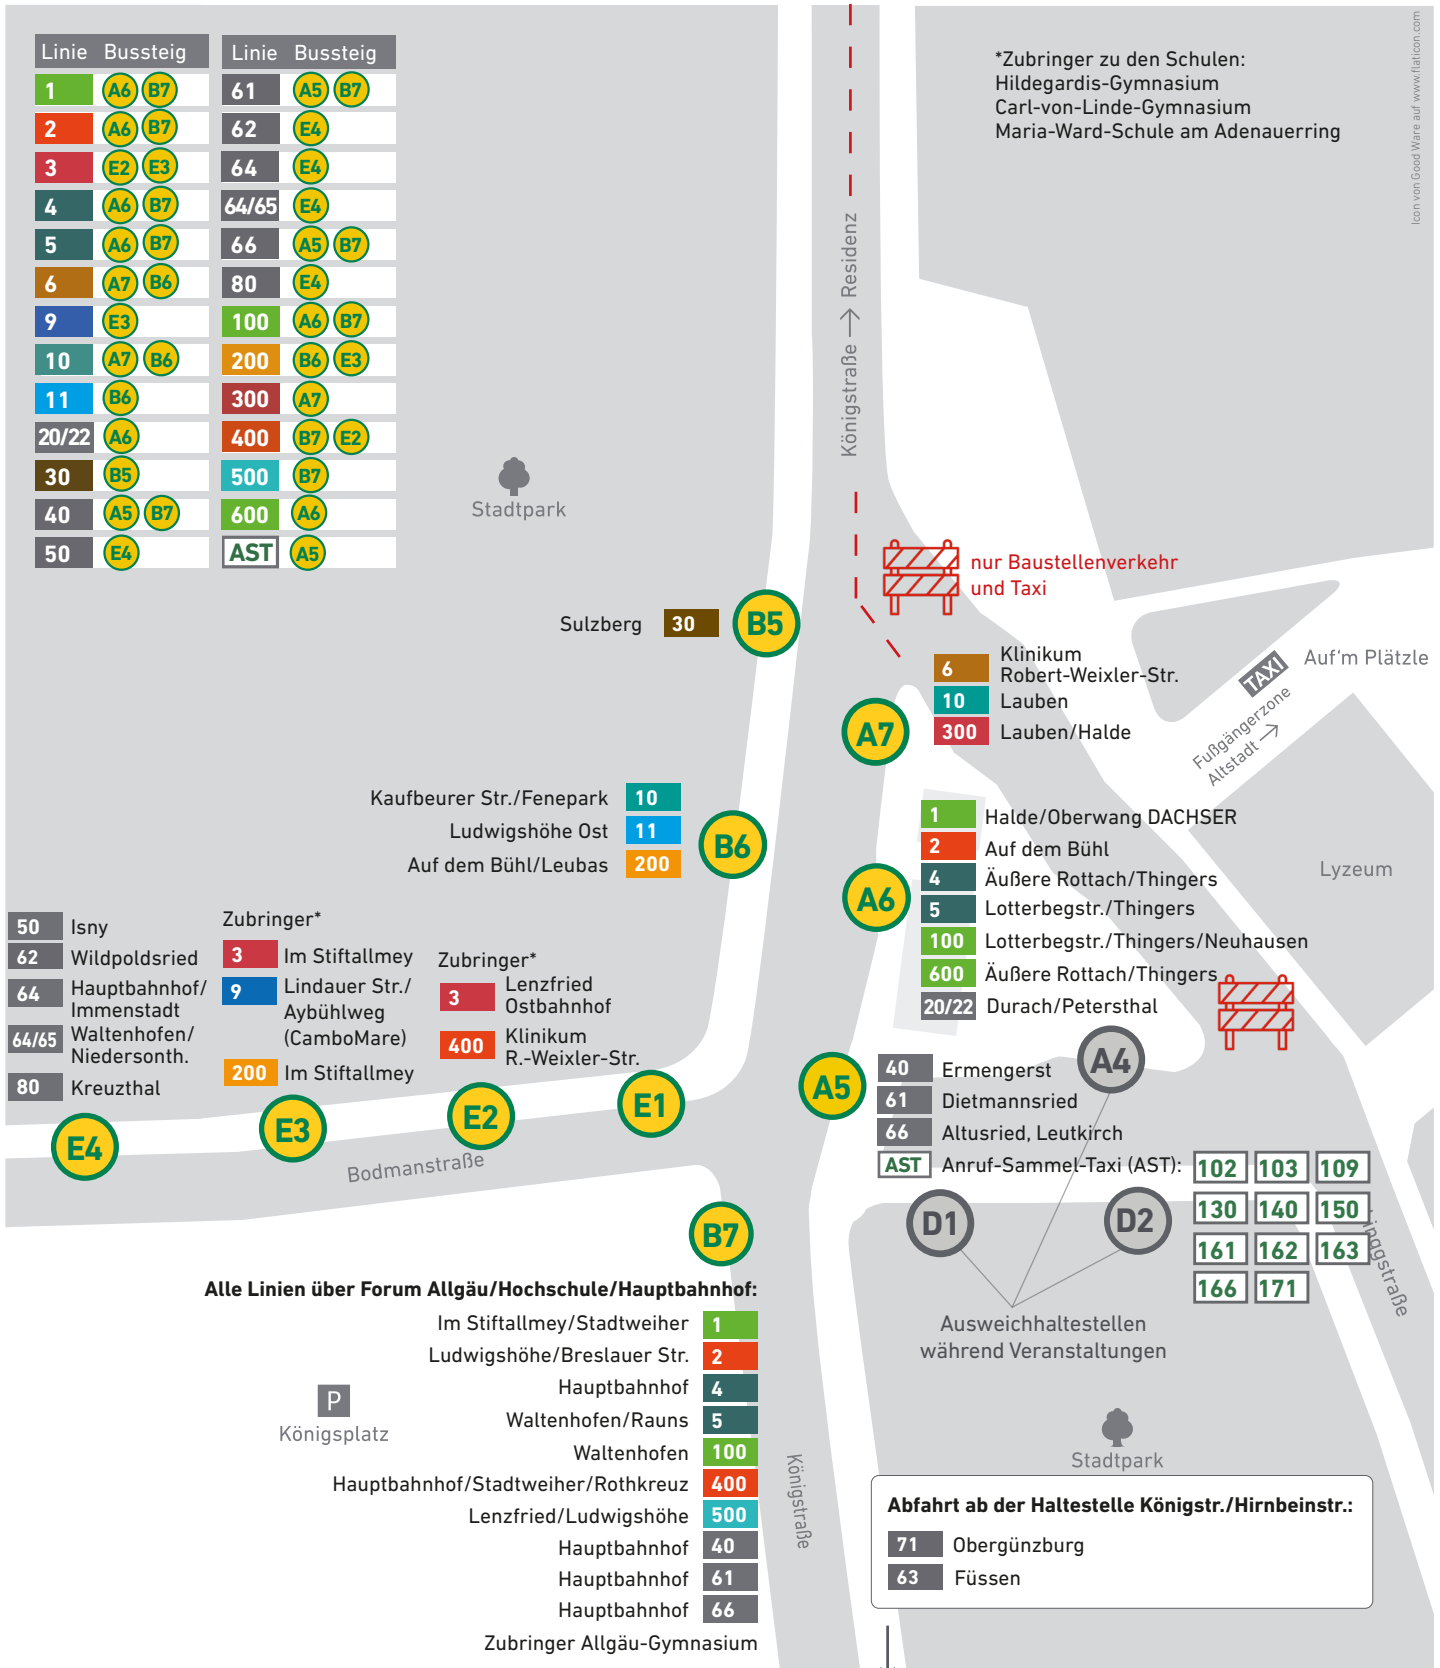 Linie Bussteig
1 A6 B7
2 A6 B7
3 E2 E3
4 A6 B7
5 A6 B7
6 A7 B6
9 E3
10 A7 B6
11 B6
20/22 A6
30 B5
40 A5 B7
50 E4
Linie Bussteig
61 A5 B7
62 E4
64 E4
64/65 E4
66 A5 B7
80 E4
100 A6 B7
200 B6 E3
300 A7
400 B7 E2
500 B7
600 A6
AST A5
*Zubringer zu den Schulen:
Hildegardis-Gymnasium
Carl-von-Linde-Gymnasium
Maria-Ward-Schule am Adenauerring
Icon von Good Ware auf www.flaticon.com
Königstraße → Residenz
Stadtpark
nur Baustellenverkehr
und Taxi
Sulzberg 30 B5
TAXI
Auf'm Plätzle
Fußgängerzone
Altstadt →
A7
6 Klinikum
Robert-Weixler-Str.
10 Lauben
300 Lauben/Halde
Kaufbeurer Str./Fenepark 10
Ludwigshöhe Ost 11
Auf dem Bühl/Leubas 200
B6
A6
1 Halde/Oberwang DACHSER
2 Auf dem Bühl
4 Äußere Rottach/Thingers
5 Lotterbegstr./Thingers
100 Lotterbegstr./Thingers/Neuhausen
600 Äußere Rottach/Thingers
20/22 Durach/Petersthal
Lyzeum
50 Isny
62 Wildpoldsried
64 Hauptbahnhof/
Immenstadt
64/65 Waltenhofen/
Niedersonth.
80 Kreuzthal
E4
Zubringer*
3 Im Stiftallmey
9 Lindauer Str./
Aybühlweg
(CamboMare)
200 Im Stiftallmey
E3
Zubringer*
3 Lenzfried
Ostbahnhof
400 Klinikum
R.-Weixler-Str.
E2
E1
Bodmanstraße
A5
40 Ermengerst
61 Dietmannsried
66 Altusried, Leutkirch
AST Anruf-Sammel-Taxi (AST):
102 103 109
130 140 150
161 162 163
166 171
A4
D1
D2
Ausweichhaltestellen
während Veranstaltungen
Linggstraße
B7
Alle Linien über Forum Allgäu/Hochschule/Hauptbahnhof:
Im Stiftallmey/Stadtweiher 1
Ludwigshöhe/Breslauer Str. 2
Hauptbahnhof 4
Waltenhofen/Rauns 5
Waltenhofen 100
Hauptbahnhof/Stadtweiher/Rothkreuz 400
Lenzfried/Ludwigshöhe 500
Hauptbahnhof 40
Hauptbahnhof 61
Hauptbahnhof 66
Zubringer Allgäu-Gymnasium
P
Königsplatz
Königstraße
Stadtpark
Abfahrt ab der Haltestelle Königstr./Hirnbeinstr.:
71 Obergünzburg
63 Füssen